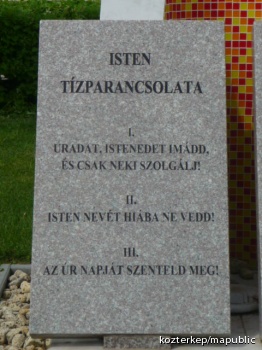 ISTEN
TÍZPARANCSOLATA
I.
URADAT, ISTENEDET IMÁDD,
ÉS CSAK NEKI SZOLGÁLJ!
II.
ISTEN NEVÉT HIÁBA NE VEDD!
III.
AZ ÚR NAPJÁT SZENTELD MEG!
kozterkep/mapublic